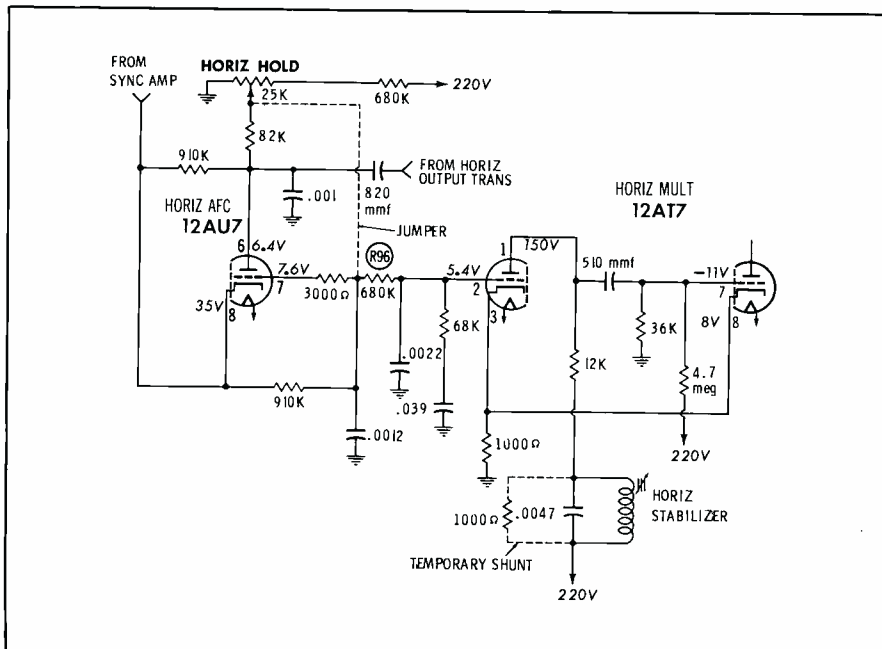 FROM
SYNC AMP
HORIZ HOLD
25K
680K
220V
82K
910K
.001
820
mmf
FROM HORIZ
OUTPUT TRANS
HORIZ AFC
12AU7
JUMPER
HORIZ MULT
12AT7
6
6.4V
7.6V
7
3000Ω
R96
680K
5.4V
2
1
150V
510 mmf
-11V
7
35V
8
3
8V
8
68K
.0022
36K
12K
4.7
meg
910K
.039
.0012
1000Ω
220V
1000Ω
.0047
HORIZ
STABILIZER
TEMPORARY SHUNT
220V